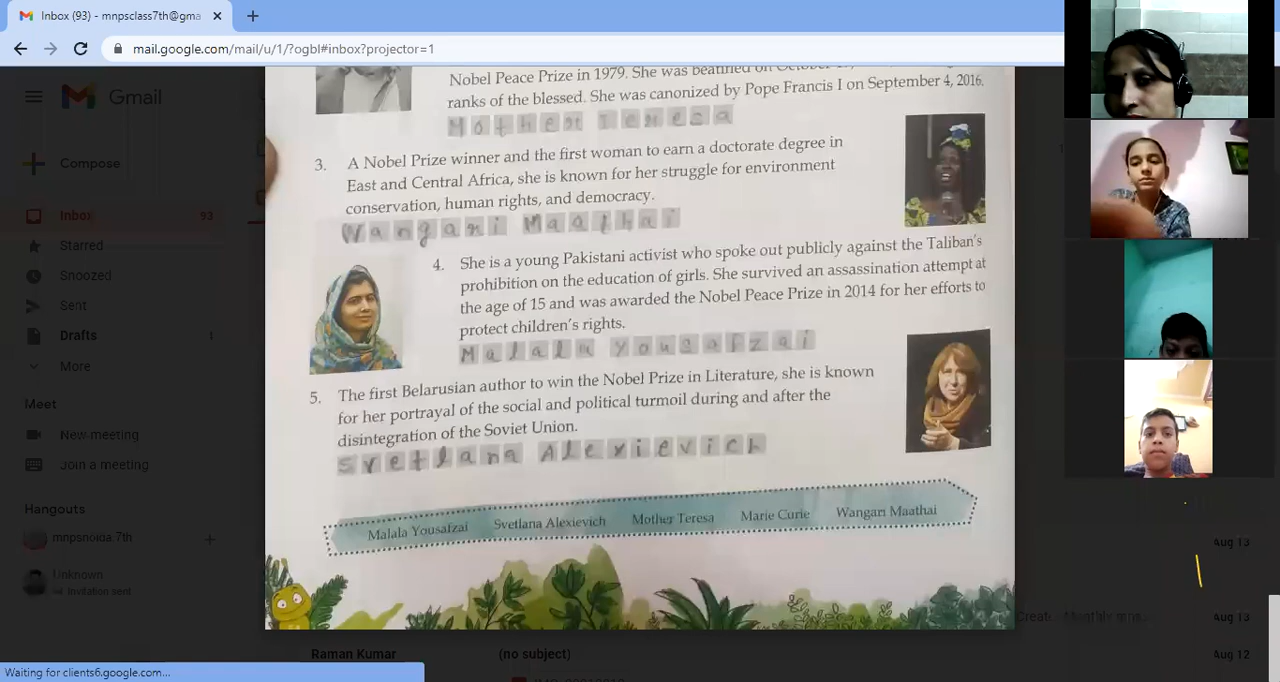 Inbox (93) - mnpsclass7th@gma
mail.google.com/mail/u/1/?ogbl#inbox?projector=1
Gmail
Compose
Inbox 93
Starred
Snoozed
Sent
Drafts 1
More
Meet
New meeting
Join a meeting
Hangouts
mnpsnoida.7th
Unknown
Invitation sent
Nobel Peace Prize in 1979. She was beatified on October
ranks of the blessed. She was canonized by Pope Francis I on September 4, 2016.
Mother Teresa
3. A Nobel Prize winner and the first woman to earn a doctorate degree in
East and Central Africa, she is known for her struggle for environment
conservation, human rights, and democracy.
Wangari Maathai
4. She is a young Pakistani activist who spoke out publicly against the Taliban's
prohibition on the education of girls. She survived an assassination attempt at
the age of 15 and was awarded the Nobel Peace Prize in 2014 for her efforts to
protect children's rights.
Malala Yousafzai
5. The first Belarusian author to win the Nobel Prize in Literature, she is known
for her portrayal of the social and political turmoil during and after the
disintegration of the Soviet Union.
Svetlana Alexievich
Malala Yousafzai Svetlana Alexievich Mother Teresa Marie Curie Wangari Maathai
Aug 13
Aug 13
Raman Kumar (no subject) Aug 12
Waiting for clients6.google.com...